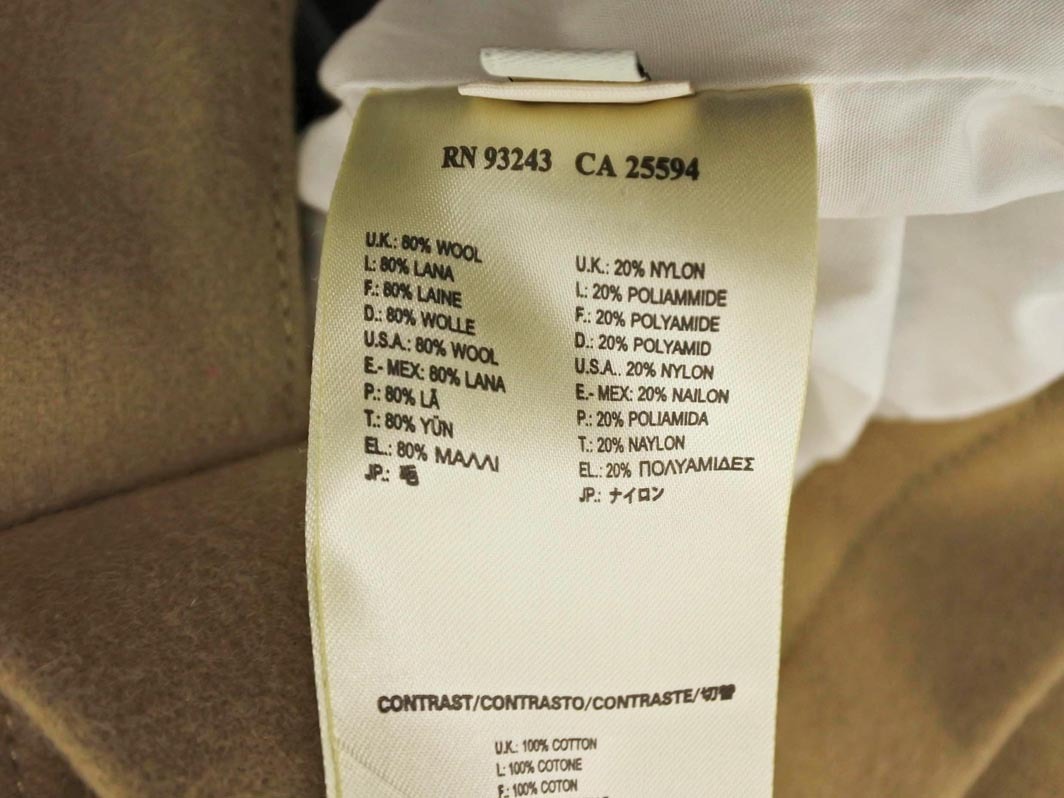 RN 93243 CA 25594
U.K.: 80% WOOL
I.: 80% LANA
F.: 80% LAINE
D.: 80% WOLLE
U.S.A.: 80% WOOL
E.- MEX: 80% LANA
P.: 80% LÃ
T.: 80% YÜN
EL.: 80% ΜΑΛΛΙ
JP.: 毛
U.K.: 20% NYLON
I.: 20% POLIAMMIDE
F.: 20% POLYAMIDE
D.: 20% POLYAMID
U.S.A.. 20% NYLON
E.- MEX: 20% NAILON
P.: 20% POLIAMIDA
T.: 20% NAYLON
EL.: 20% ΠΟΛΥΑΜΙΔΕΣ
JP.: ナイロン
CONTRAST/CONTRASTO/CONTRASTE/切替
U.K.: 100% COTTON
I.: 100% COTONE
F.: 100% COTON